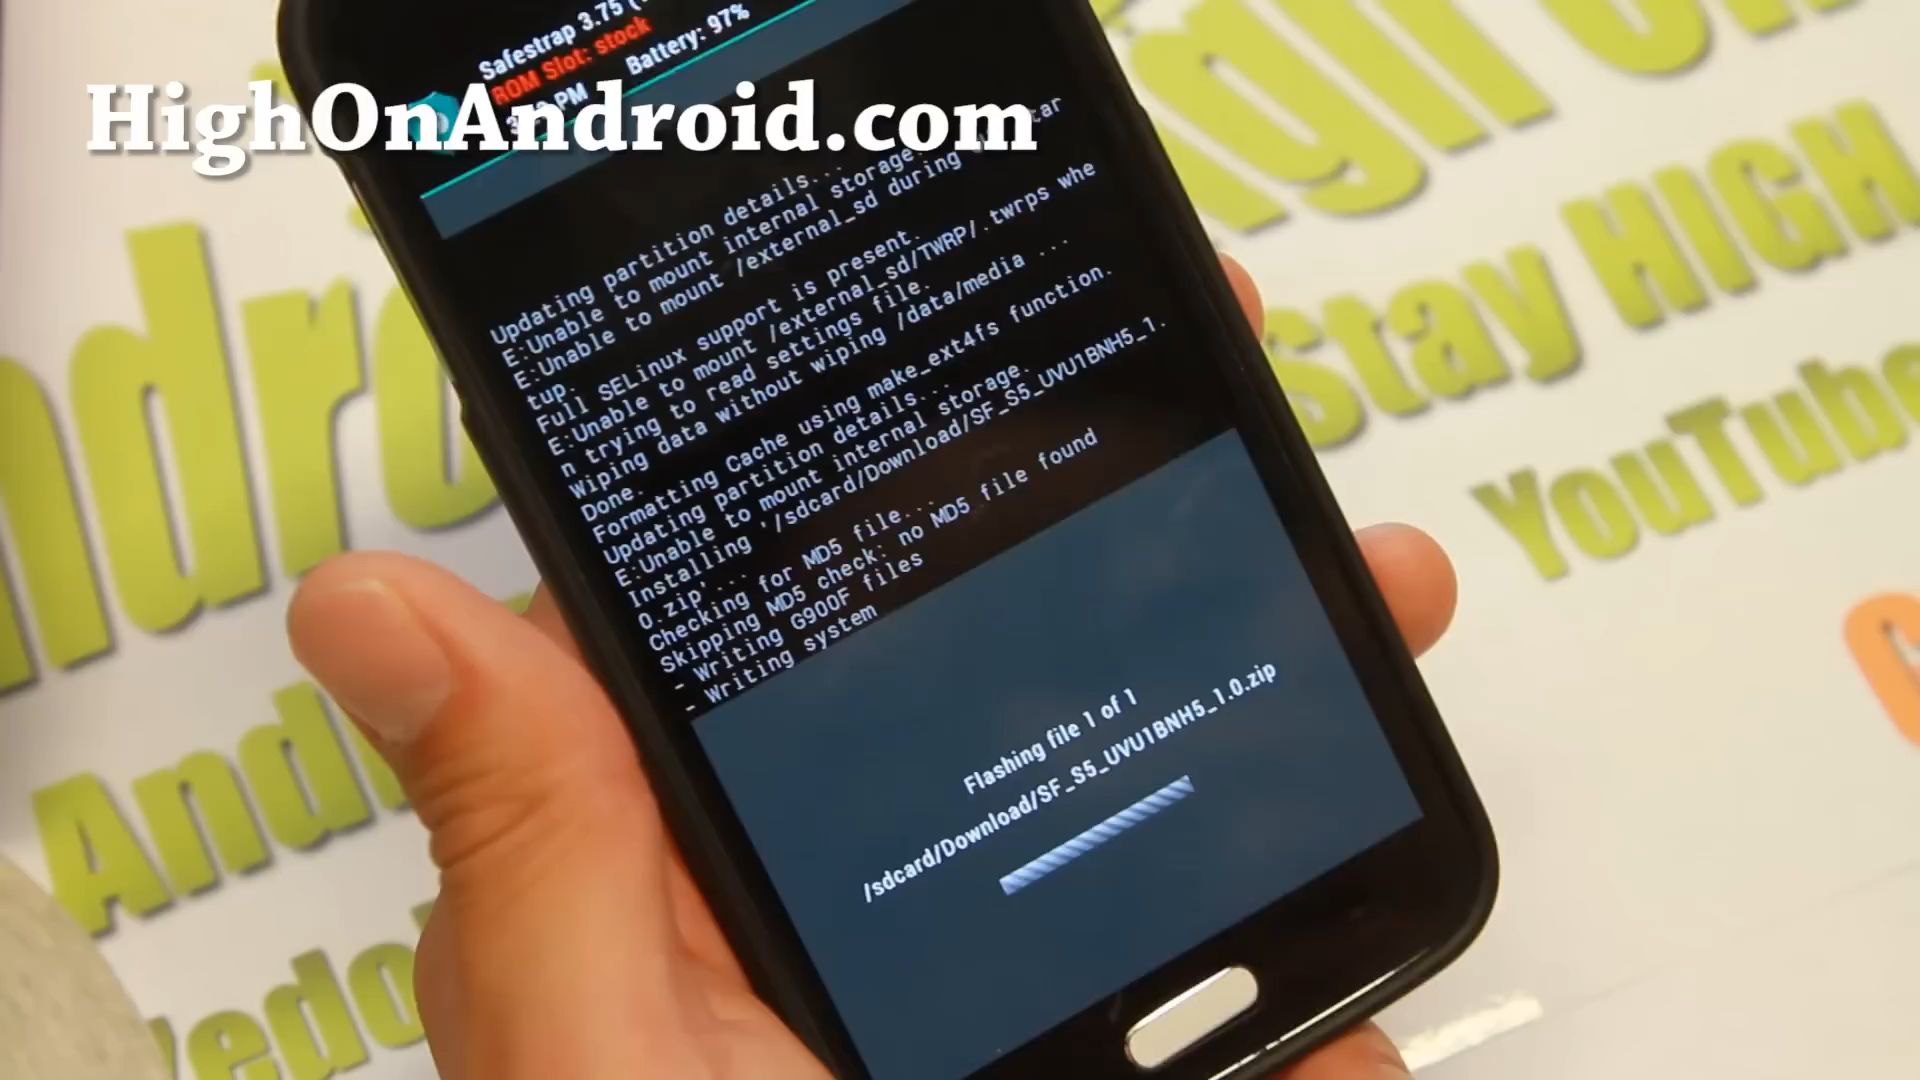 Safestrap 3.75
ROM Slot: stock
Battery: 97%
PM
HighOnAndroid.com
Updating partition details...
E:Unable to mount internal storage.
E:Unable to mount /external_sd during tar
tup.
Full SELinux support is present.
E:Unable to mount /external_sd/TWRP/.twrps whe
n trying to read settings file.
Wiping data without wiping /data/media ...
Done.
Formatting Cache using make_ext4fs function.
Updating partition details...
E:Unable to mount internal storage.
Installing '/sdcard/Download/SF_S5_UVU1BNH5_1.
0.zip'...
Checking for MD5 file...
Skipping MD5 check: no MD5 file found
- Writing G900F files
- Writing system
Flashing file 1 of 1
/sdcard/Download/SF_S5_UVU1BNH5_1.0.zip
Stay HIGH
YouTube
Andr